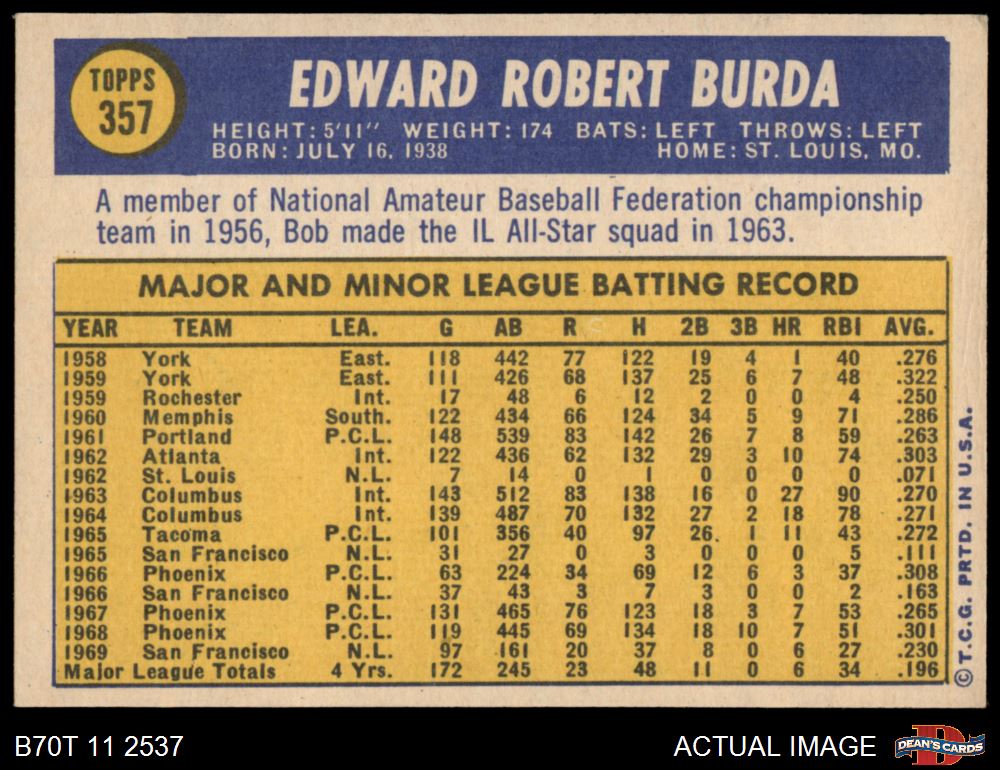 TOPPS
357
EDWARD ROBERT BURDA
HEIGHT: 5'11" WEIGHT: 174 BATS: LEFT THROWS: LEFT
BORN: JULY 16, 1938 HOME: ST. LOUIS, MO.
A member of National Amateur Baseball Federation championship
team in 1956, Bob made the IL All-Star squad in 1963.
MAJOR AND MINOR LEAGUE BATTING RECORD
YEAR TEAM LEA. G AB R H 2B 3B HR RBI AVG.
1958 York East. 118 442 77 122 19 4 1 40 .276
1959 York East. 111 426 68 137 25 6 7 48 .322
1959 Rochester Int. 17 48 6 12 2 0 0 4 .250
1960 Memphis South. 122 434 66 124 34 5 9 71 .286
1961 Portland P.C.L. 148 539 83 142 26 7 8 59 .263
1962 Atlanta Int. 122 436 62 132 29 3 10 74 .303
1962 St. Louis N.L. 7 14 0 1 0 0 0 0 .071
1963 Columbus Int. 143 512 83 138 16 0 27 90 .270
1964 Columbus Int. 139 487 70 132 27 2 18 78 .271
1965 Tacoma P.C.L. 101 356 40 97 26 1 11 43 .272
1965 San Francisco N.L. 31 27 0 3 0 0 0 5 .111
1966 Phoenix P.C.L. 63 224 34 69 12 6 3 37 .308
1966 San Francisco N.L. 37 43 3 7 3 0 0 2 .163
1967 Phoenix P.C.L. 131 465 76 123 18 3 7 53 .265
1968 Phoenix P.C.L. 119 445 69 134 18 10 7 51 .301
1969 San Francisco N.L. 97 161 20 37 8 0 6 27 .230
Major League Totals 4 Yrs. 172 245 23 48 11 0 6 34 .196
© T.C.G. PRTD. IN U.S.A.
B70T 11 2537 ACTUAL IMAGE
D
DEAN'S CARDS